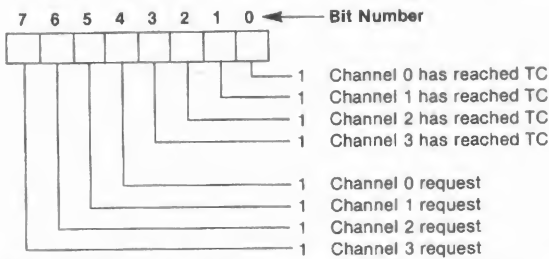 7 6 5 4 3 2 1 0 Bit Number
1 Channel 0 has reached TC
1 Channel 1 has reached TC
1 Channel 2 has reached TC
1 Channel 3 has reached TC
1 Channel 0 request
1 Channel 1 request
1 Channel 2 request
1 Channel 3 request